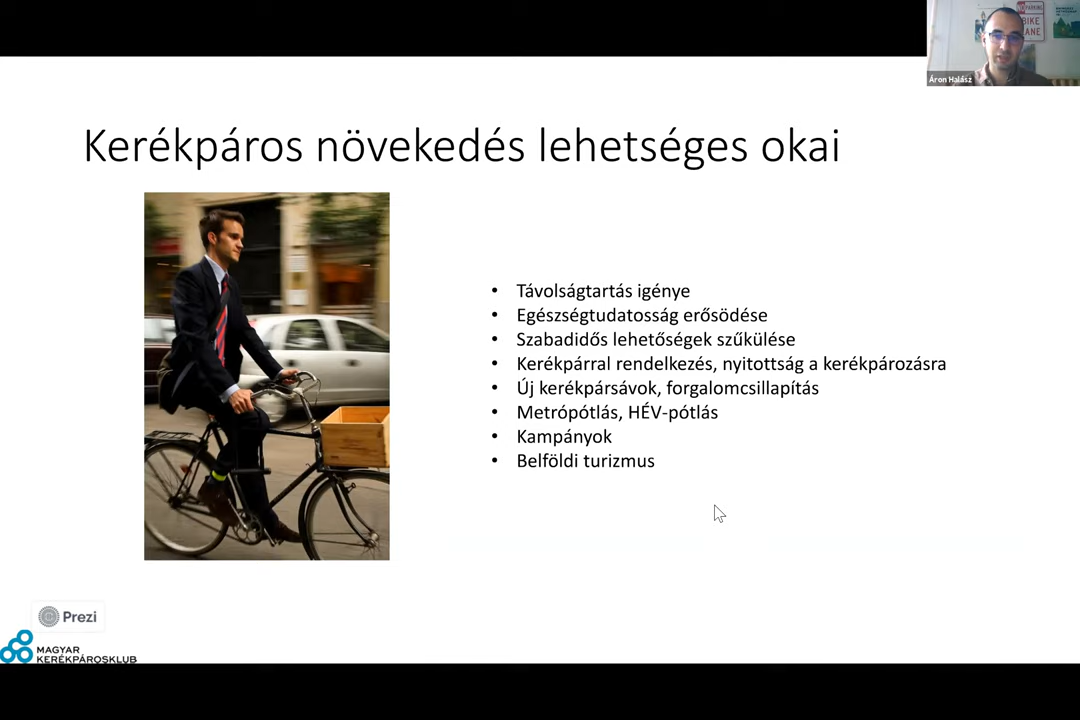 BIKE
LANE
Áron Halász
Kerékpáros növekedés lehetséges okai
• Távolságtartás igénye
• Egészségtudatosság erősödése
• Szabadidős lehetőségek szűkülése
• Kerékpárral rendelkezés, nyitottság a kerékpározásra
• Új kerékpársávok, forgalomcsillapítás
• Metrópótlás, HÉV-pótlás
• Kampányok
• Belföldi turizmus
Prezi
MAGYAR
KERÉKPÁROSKLUB